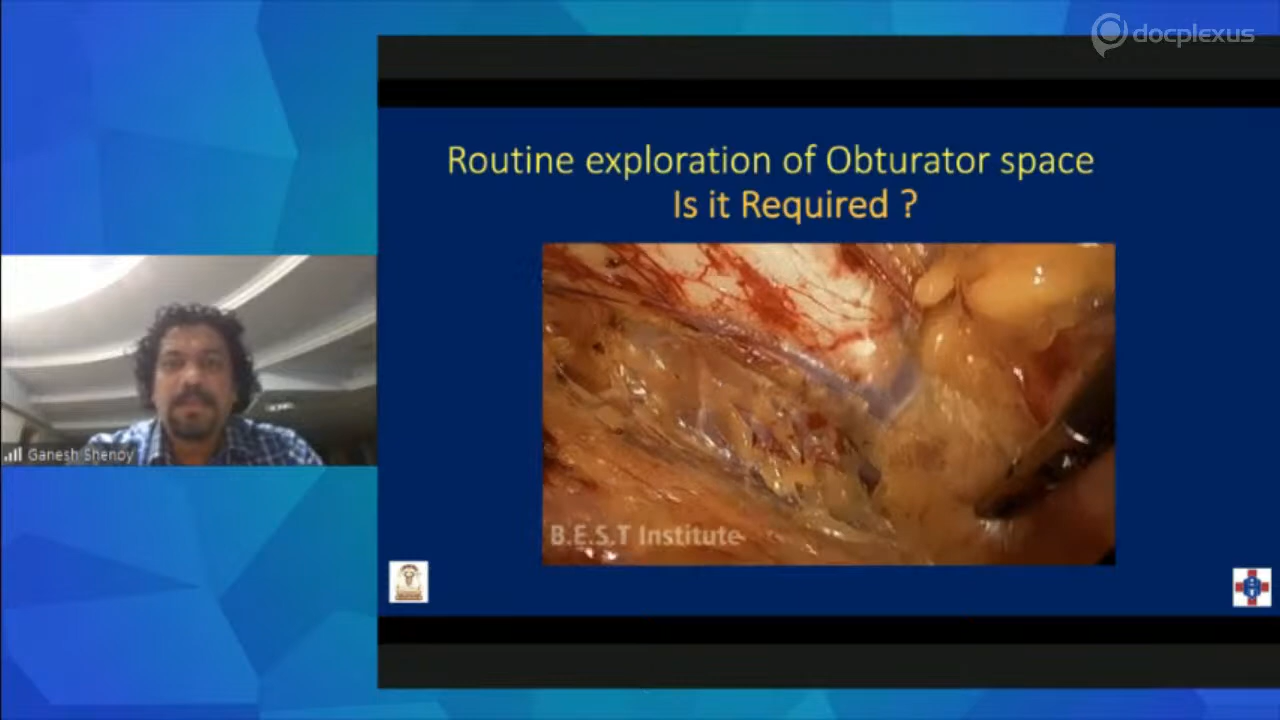 docplexus
Routine exploration of Obturator space
Is it Required ?
Ganesh Shenoy
B.E.S.T Institute